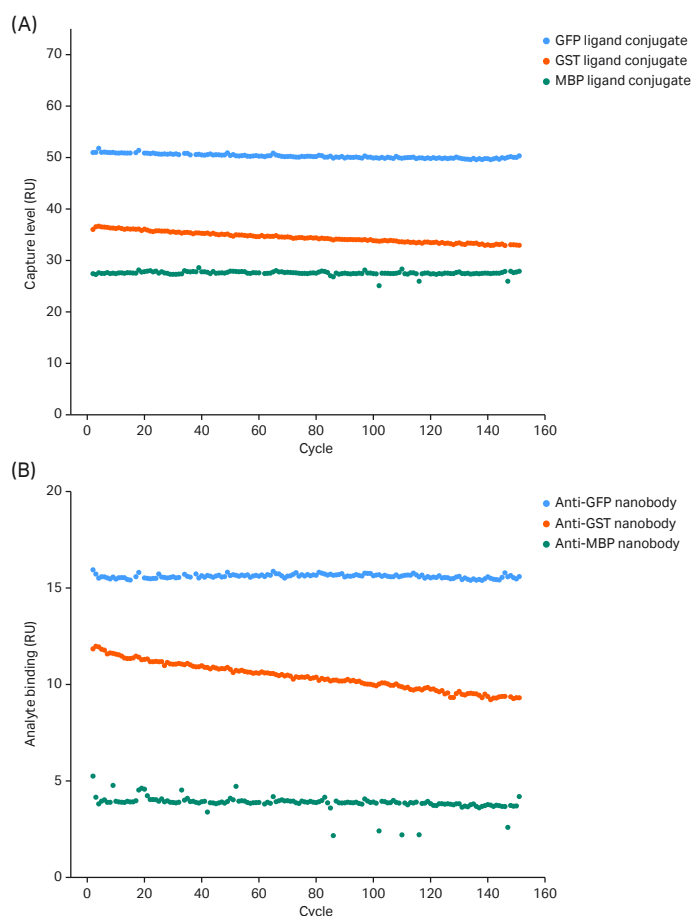 (A)
GFP ligand conjugate
GST ligand conjugate
MBP ligand conjugate
70
60
50
40
30
20
10
0
Capture level (RU)
0 20 40 60 80 100 120 140 160
Cycle
(B)
Anti-GFP nanobody
Anti-GST nanobody
Anti-MBP nanobody
20
15
10
5
0
Analyte binding (RU)
0 20 40 60 80 100 120 140 160
Cycle